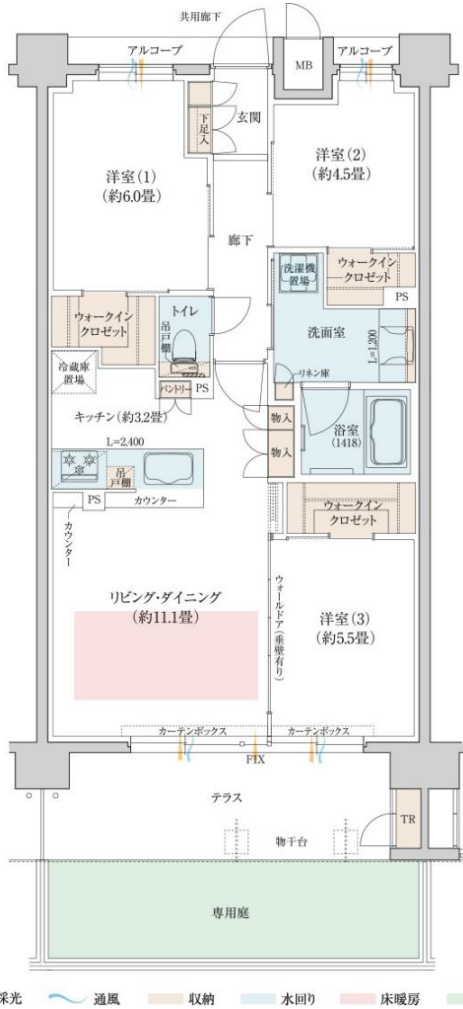 共用廊下
アルコーブ
アルコーブ
MB
下足入
玄関
洋室(1)
(約6.0畳)
洋室(2)
(約4.5畳)
廊下
洗濯機
置場
ウォークイン
クロゼット
PS
ウォークイン
クロゼット
トイレ
吊戸棚
洗面室
L=1,200
冷蔵庫
置場
パントリー
PS
リネン庫
キッチン(約3.2畳)
L=2,400
物入
物入
浴室
(1418)
吊戸棚
PS
カウンター
カウンター
ウォークイン
クロゼット
リビング・ダイニング
(約11.1畳)
ウォールドア(垂壁有り)
洋室(3)
(約5.5畳)
カーテンボックス
カーテンボックス
FIX
テラス
物干台
TR
専用庭
採光
通風
収納
水回り
床暖房